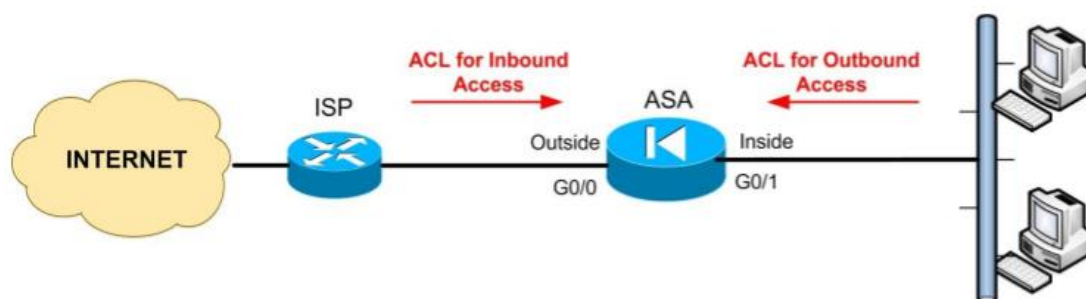 ACL for Inbound
Access
ACL for Outbound
Access
ISP
ASA
INTERNET
Outside
Inside
G0/0
G0/1